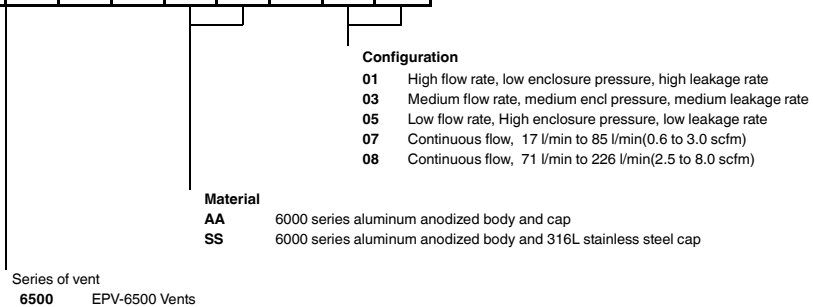 Configuration
01 High flow rate, low enclosure pressure, high leakage rate
03 Medium flow rate, medium encl pressure, medium leakage rate
05 Low flow rate, High enclosure pressure, low leakage rate
07 Continuous flow, 17 l/min to 85 l/min(0.6 to 3.0 scfm)
08 Continuous flow, 71 l/min to 226 l/min(2.5 to 8.0 scfm)
Material
AA 6000 series aluminum anodized body and cap
SS 6000 series aluminum anodized body and 316L stainless steel cap
Series of vent
6500 EPV-6500 Vents